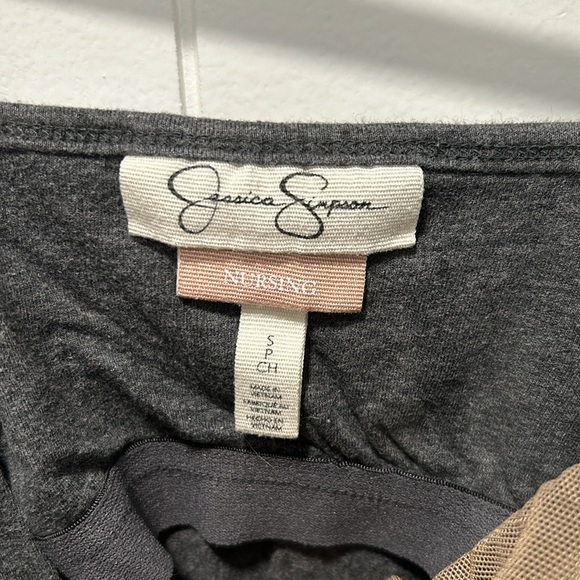 Jessica Simpson
NURSING
S
P
CH
MADE IN
VIETNAM
FABRIQUÉ AU
VIETNAM
HECHO EN
VIETNAM